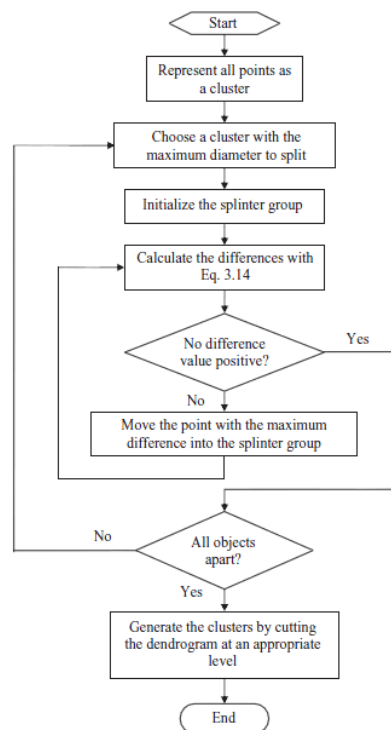 Start
Represent all points as
a cluster
Choose a cluster with the
maximum diameter to split
Initialize the splinter group
Calculate the differences with
Eq. 3.14
No difference
value positive?
Yes
No
Move the point with the maximum
difference into the splinter group
No
All objects
apart?
Yes
Generate the clusters by cutting
the dendrogram at an appropriate
level
End